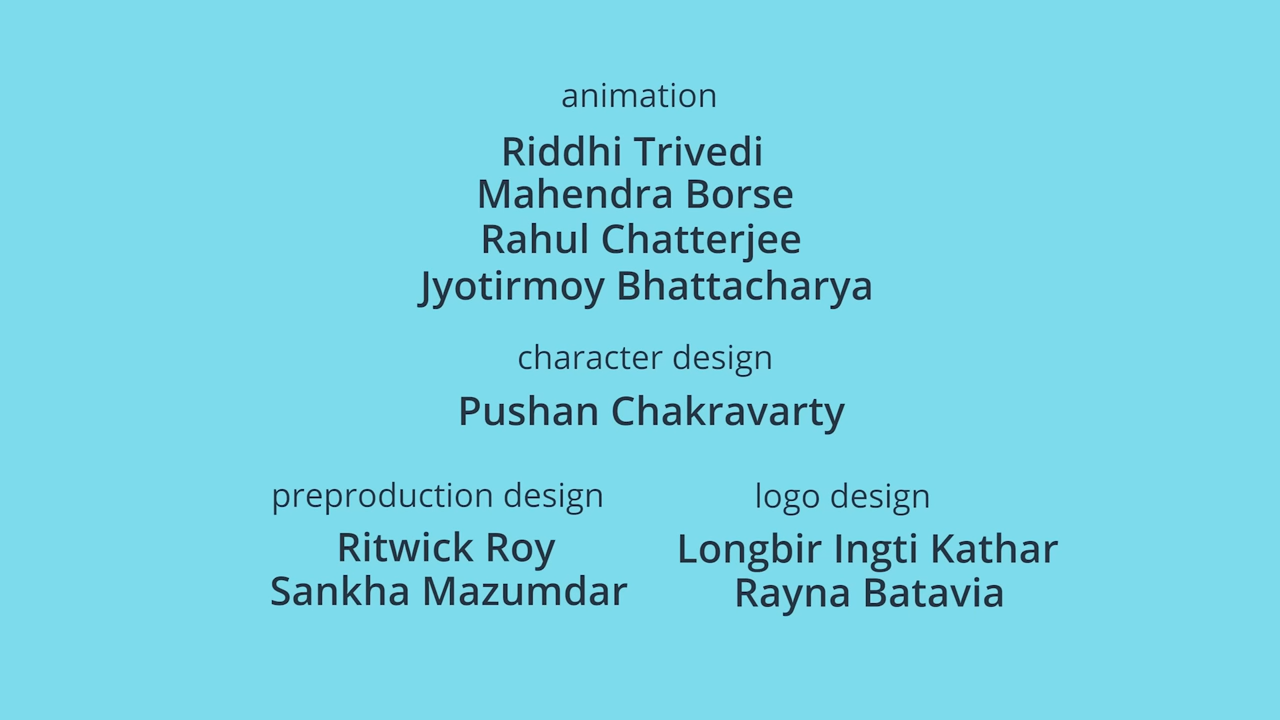 animation
Riddhi Trivedi
Mahendra Borse
Rahul Chatterjee
Jyotirmoy Bhattacharya
character design
Pushan Chakravarty
preproduction design
Ritwick Roy
Sankha Mazumdar
logo design
Longbir Ingti Kathar
Rayna Batavia